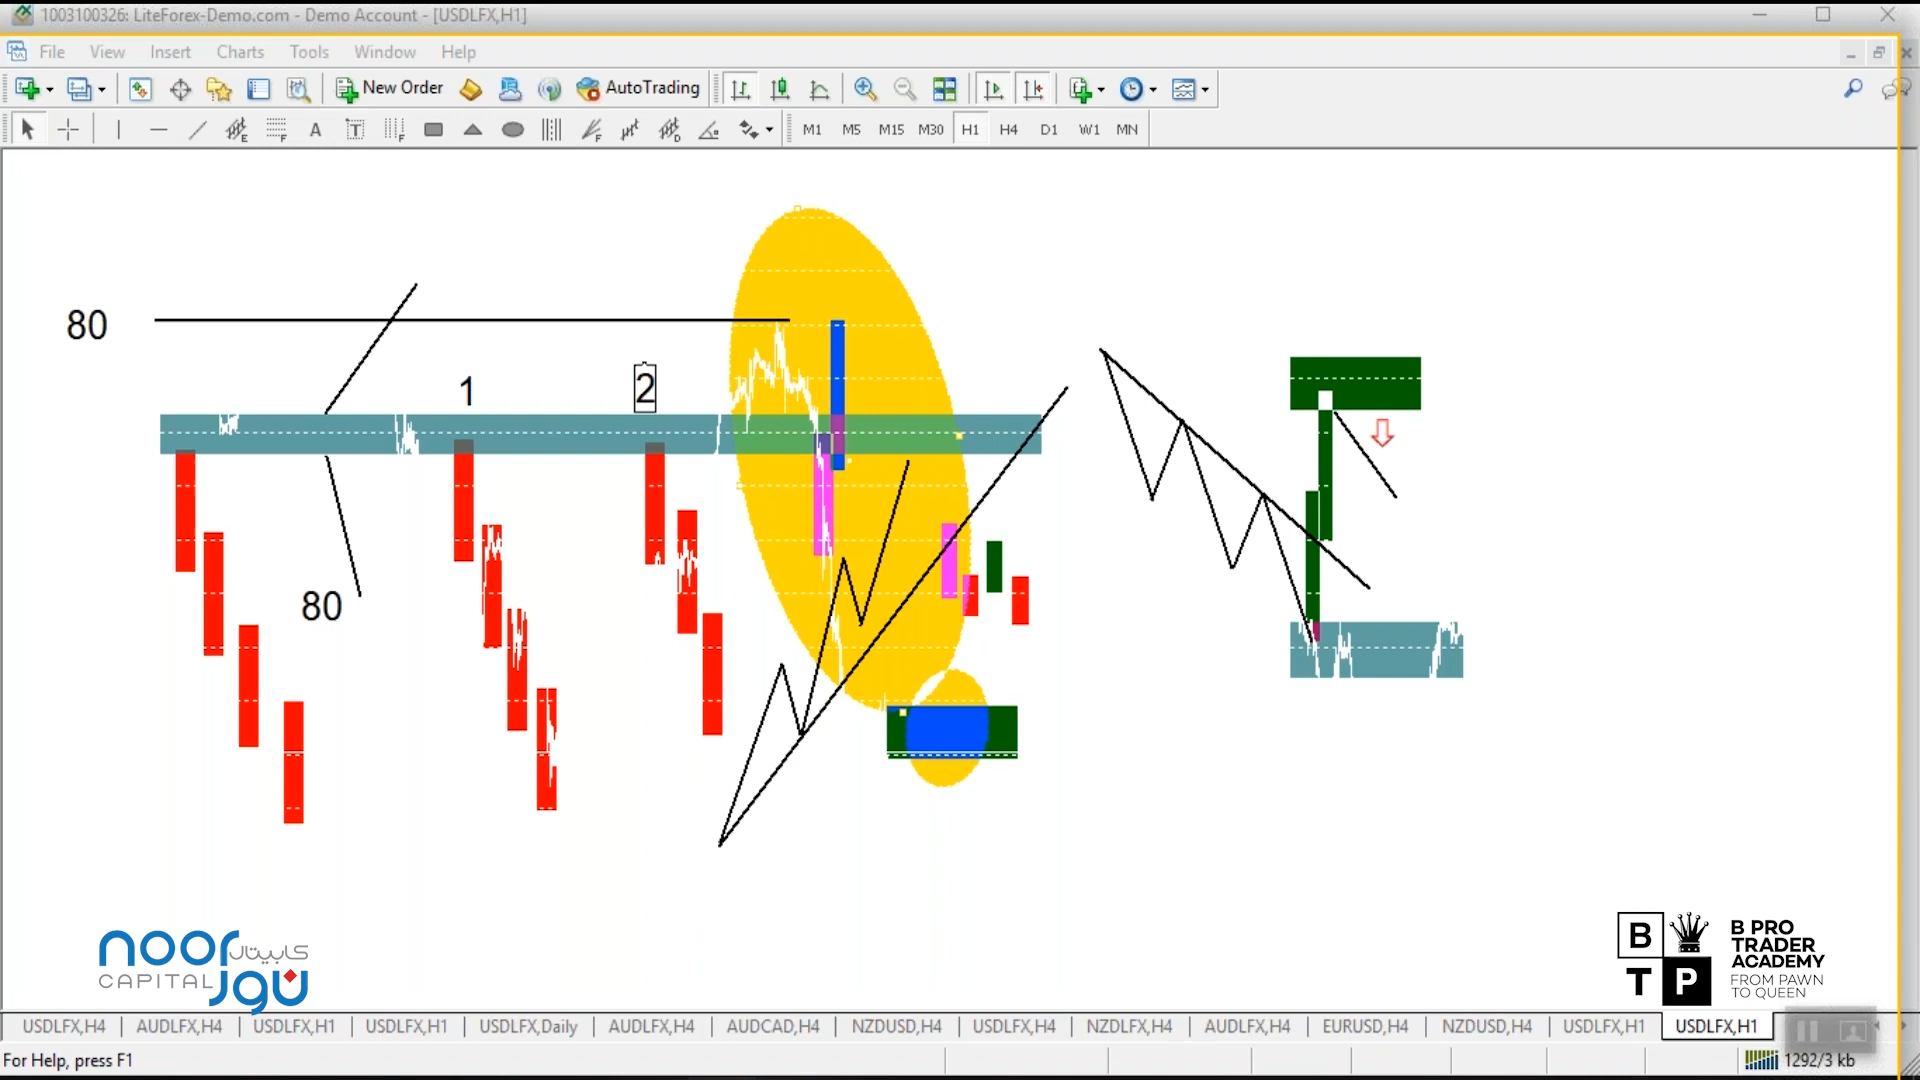 1003100326: LiteForex-Demo.com - Demo Account - [USDLFX,H1]
File View Insert Charts Tools Window Help
New Order AutoTrading
A T M1 M5 M15 M30 H1 H4 D1 W1 MN
80
1 2
80
noor كابيتال
CAPITAL نور
B PRO
TRADER
ACADEMY
FROM PAWN
TO QUEEN
B
T P
USDLFX,H4 AUDLFX,H4 USDLFX,H1 USDLFX,H1 USDLFX,Daily AUDLFX,H4 AUDCAD,H4 NZDUSD,H4 USDLFX,H4 NZDLFX,H4 AUDLFX,H4 EURUSD,H4 NZDUSD,H4 USDLFX,H1 USDLFX,H1
For Help, press F1 1292/3 kb